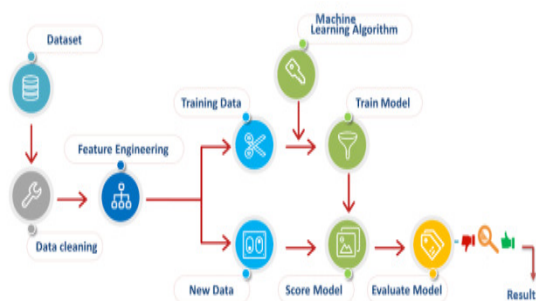 Machine
Learning Algorithm
Dataset
Training Data
Train Model
Feature Engineering
Data cleaning
New Data
Score Model
Evaluate Model
Result